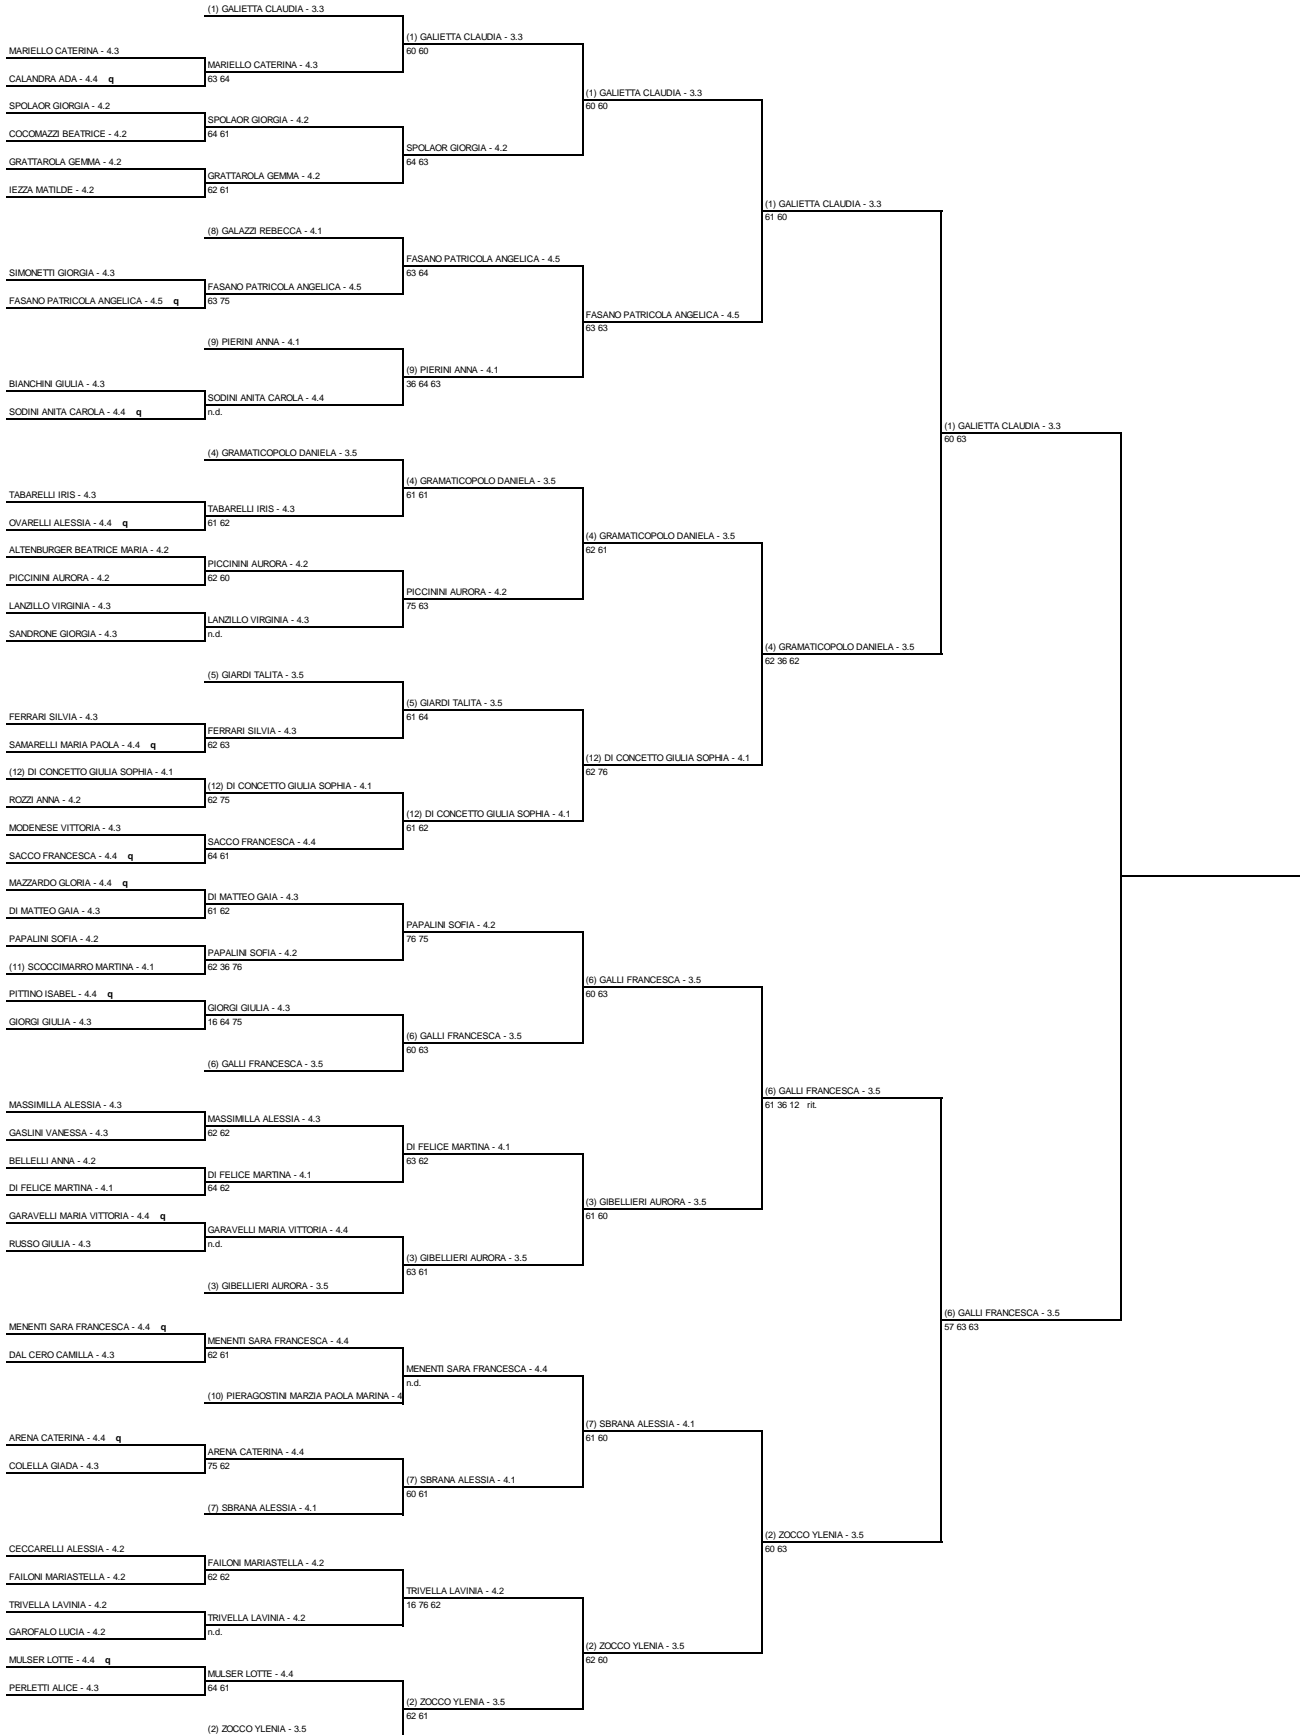 (1) GALIETTA CLAUDIA - 3.3
(1) GALIETTA CLAUDIA - 3.3
MARIELLO CATERINA - 4.3
60 60
MARIELLO CATERINA - 4.3
CALANDRA ADA - 4.4 q
63 64
(1) GALIETTA CLAUDIA - 3.3
SPOLAOR GIORGIA - 4.2
60 60
SPOLAOR GIORGIA - 4.2
COCOMAZZI BEATRICE - 4.2
64 61
SPOLAOR GIORGIA - 4.2
GRATTAROLA GEMMA - 4.2
64 63
GRATTAROLA GEMMA - 4.2
IEZZA MATILDE - 4.2
62 61
(1) GALIETTA CLAUDIA - 3.3
61 60
(8) GALAZZI REBECCA - 4.1
FASANO PATRICOLA ANGELICA - 4.5
SIMONETTI GIORGIA - 4.3
63 64
FASANO PATRICOLA ANGELICA - 4.5
FASANO PATRICOLA ANGELICA - 4.5 q
63 75
FASANO PATRICOLA ANGELICA - 4.5
63 63
(9) PIERINI ANNA - 4.1
(9) PIERINI ANNA - 4.1
BIANCHINI GIULIA - 4.3
36 64 63
SODINI ANITA CAROLA - 4.4
SODINI ANITA CAROLA - 4.4 q
n.d.
(1) GALIETTA CLAUDIA - 3.3
60 63
(4) GRAMATICOPOLO DANIELA - 3.5
(4) GRAMATICOPOLO DANIELA - 3.5
TABARELLI IRIS - 4.3
61 61
TABARELLI IRIS - 4.3
OVARELLI ALESSIA - 4.4 q
61 62
(4) GRAMATICOPOLO DANIELA - 3.5
ALTENBURGER BEATRICE MARIA - 4.2
62 61
PICCININI AURORA - 4.2
PICCININI AURORA - 4.2
62 60
PICCININI AURORA - 4.2
LANZILLO VIRGINIA - 4.3
75 63
LANZILLO VIRGINIA - 4.3
SANDRONE GIORGIA - 4.3
n.d.
(4) GRAMATICOPOLO DANIELA - 3.5
62 36 62
(5) GIARDI TALITA - 3.5
(5) GIARDI TALITA - 3.5
FERRARI SILVIA - 4.3
61 64
FERRARI SILVIA - 4.3
SAMARELLI MARIA PAOLA - 4.4 q
62 63
(12) DI CONCETTO GIULIA SOPHIA - 4.1
(12) DI CONCETTO GIULIA SOPHIA - 4.1
62 76
(12) DI CONCETTO GIULIA SOPHIA - 4.1
ROZZI ANNA - 4.2
62 75
(12) DI CONCETTO GIULIA SOPHIA - 4.1
MODENESE VITTORIA - 4.3
61 62
SACCO FRANCESCA - 4.4
SACCO FRANCESCA - 4.4 q
64 61
MAZZARDO GLORIA - 4.4 q
DI MATTEO GAIA - 4.3
DI MATTEO GAIA - 4.3
61 62
PAPALINI SOFIA - 4.2
PAPALINI SOFIA - 4.2
76 75
PAPALINI SOFIA - 4.2
(11) SCOCCIMARRO MARTINA - 4.1
62 36 76
(6) GALLI FRANCESCA - 3.5
PITTINO ISABEL - 4.4 q
60 63
GIORGI GIULIA - 4.3
GIORGI GIULIA - 4.3
16 64 75
(6) GALLI FRANCESCA - 3.5
60 63
(6) GALLI FRANCESCA - 3.5
(6) GALLI FRANCESCA - 3.5
MASSIMILLA ALESSIA - 4.3
61 36 12 rit.
MASSIMILLA ALESSIA - 4.3
GASLINI VANESSA - 4.3
62 62
DI FELICE MARTINA - 4.1
BELLELLI ANNA - 4.2
63 62
DI FELICE MARTINA - 4.1
DI FELICE MARTINA - 4.1
64 62
(3) GIBELLIERI AURORA - 3.5
GARAVELLI MARIA VITTORIA - 4.4 q
61 60
GARAVELLI MARIA VITTORIA - 4.4
RUSSO GIULIA - 4.3
n.d.
(3) GIBELLIERI AURORA - 3.5
63 61
(3) GIBELLIERI AURORA - 3.5
(6) GALLI FRANCESCA - 3.5
MENENTI SARA FRANCESCA - 4.4 q
57 63 63
MENENTI SARA FRANCESCA - 4.4
DAL CERO CAMILLA - 4.3
62 61
MENENTI SARA FRANCESCA - 4.4
n.d.
(10) PIERAGOSTINI MARZIA PAOLA MARINA - 4
(7) SBRANA ALESSIA - 4.1
ARENA CATERINA - 4.4 q
61 60
ARENA CATERINA - 4.4
COLELLA GIADA - 4.3
75 62
(7) SBRANA ALESSIA - 4.1
60 61
(7) SBRANA ALESSIA - 4.1
(2) ZOCCO YLENIA - 3.5
CECCARELLI ALESSIA - 4.2
60 63
FAILONI MARIASTELLA - 4.2
FAILONI MARIASTELLA - 4.2
62 62
TRIVELLA LAVINIA - 4.2
TRIVELLA LAVINIA - 4.2
16 76 62
TRIVELLA LAVINIA - 4.2
GAROFALO LUCIA - 4.2
n.d.
(2) ZOCCO YLENIA - 3.5
MULSER LOTTE - 4.4 q
62 60
MULSER LOTTE - 4.4
PERLETTI ALICE - 4.3
64 61
(2) ZOCCO YLENIA - 3.5
62 61
(2) ZOCCO YLENIA - 3.5